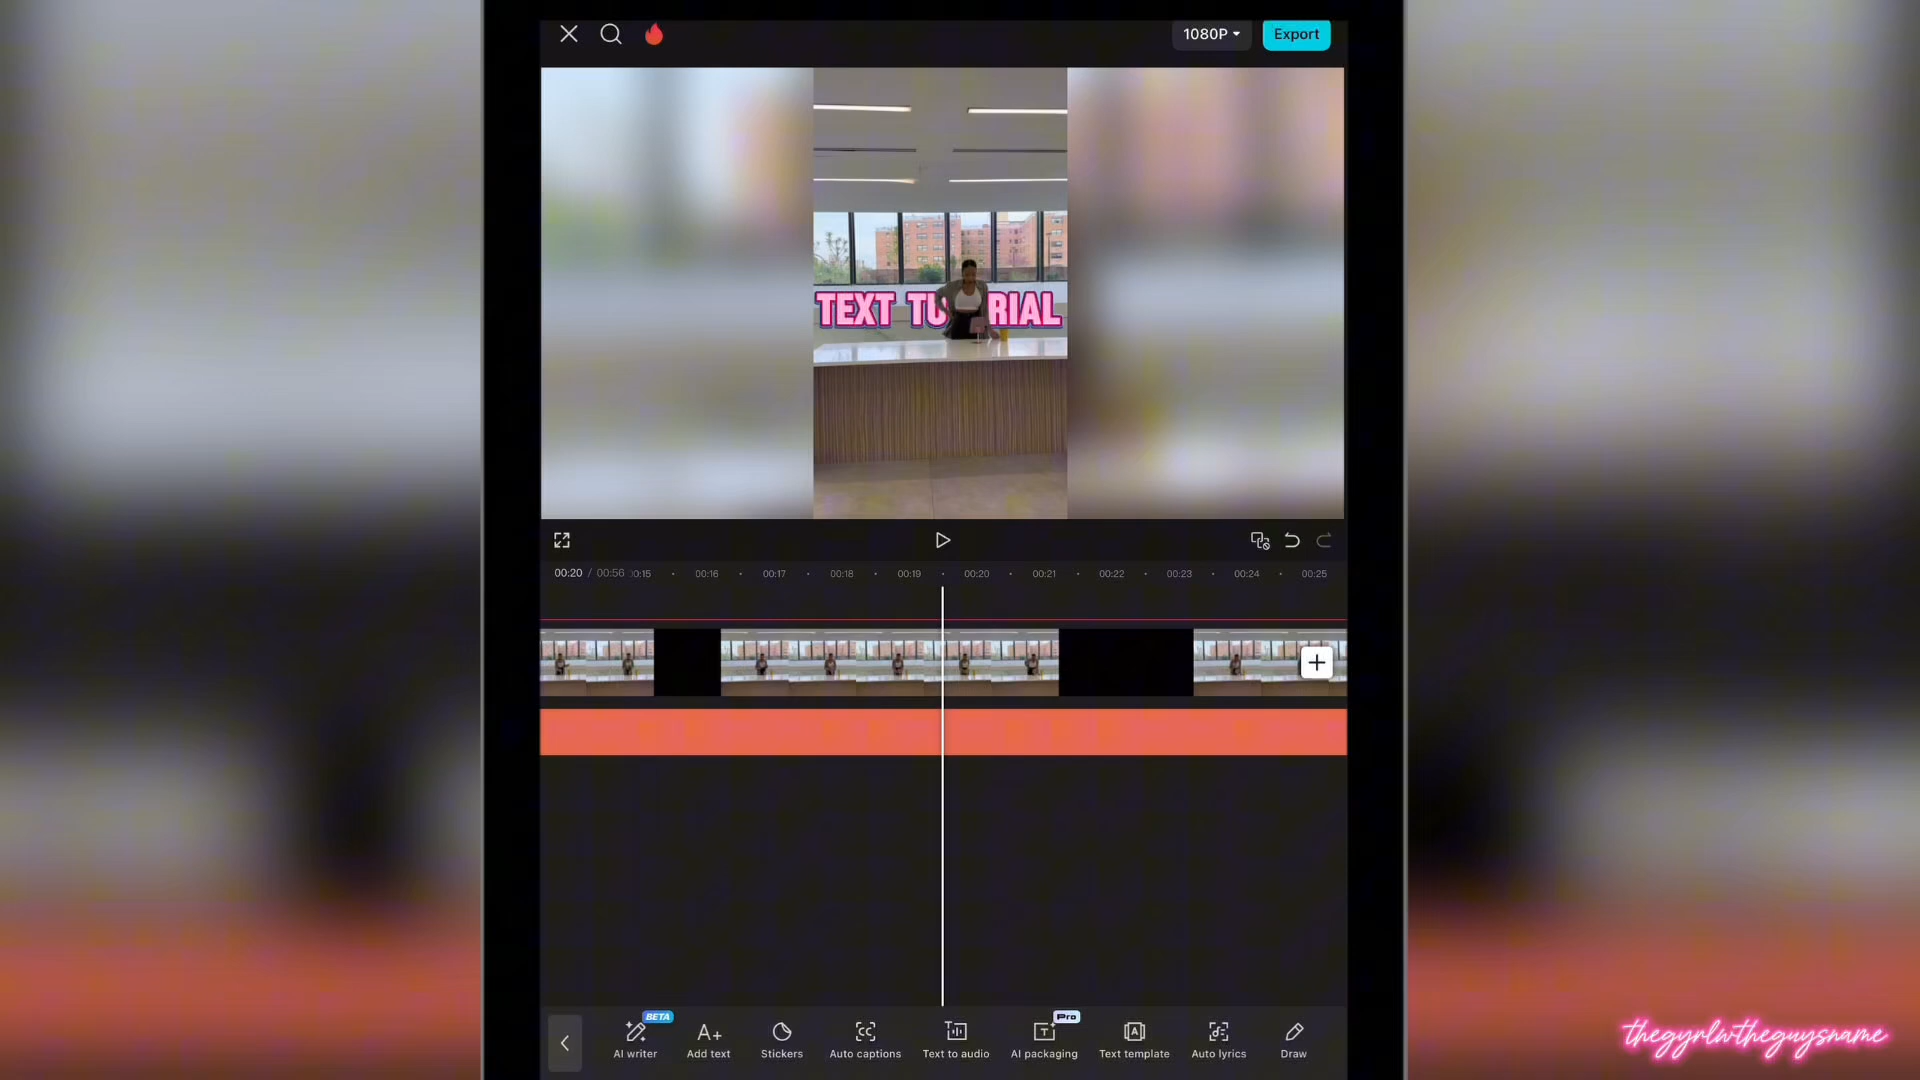 1080P
Export
TEXT TU RIAL
00:20 / 00:56
0:15 00:16 00:17 00:18 00:19 00:20 00:21 00:22 00:23 00:24 00:25
BETA
Pro
AI writer
Add text
Stickers
Auto captions
Text to audio
AI packaging
Text template
Auto lyrics
Draw
thegyrlwtheguysname